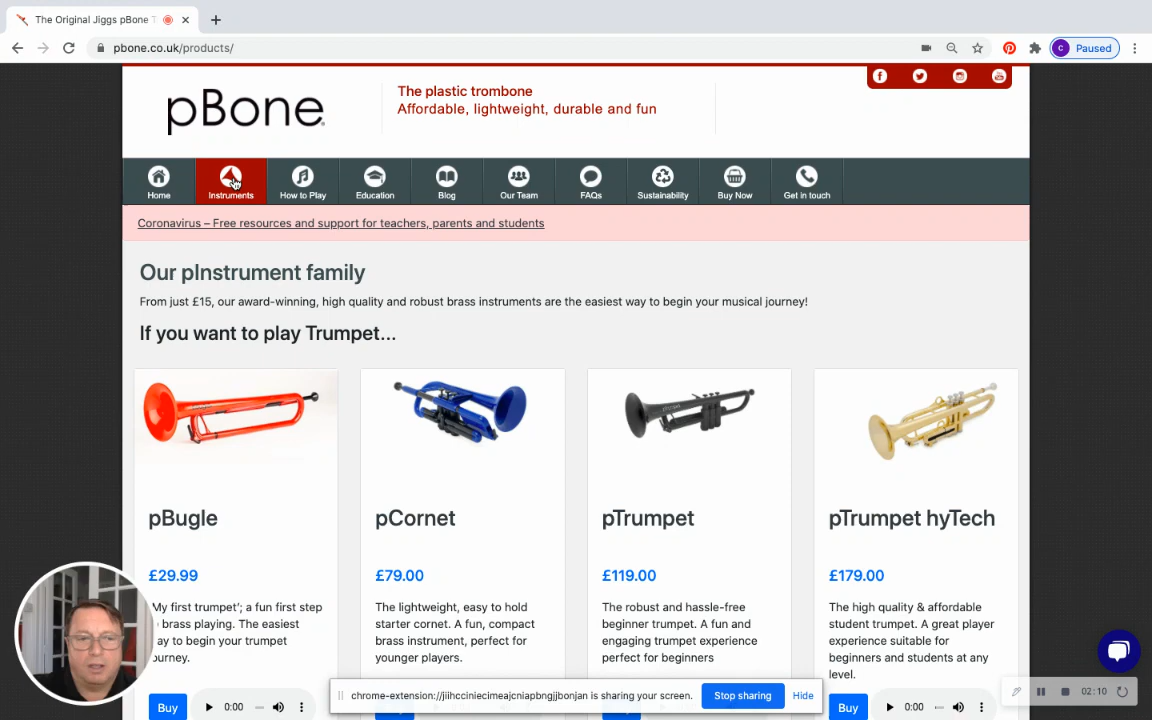 The Original Jiggs pBone T
pbone.co.uk/products/
C Paused
pBone
The plastic trombone
Affordable, lightweight, durable and fun
Home
Instruments
How to Play
Education
Blog
Our Team
FAQs
Sustainability
Buy Now
Get in touch
Coronavirus – Free resources and support for teachers, parents and students
Our pInstrument family
From just £15, our award-winning, high quality and robust brass instruments are the easiest way to begin your musical journey!
If you want to play Trumpet...
pBugle
£29.99
'My first trumpet'; a fun first step
brass playing. The easiest
ay to begin your trumpet
ourney.
Buy
0:00
pCornet
£79.00
The lightweight, easy to hold
starter cornet. A fun, compact
brass instrument, perfect for
younger players.
pTrumpet
£119.00
The robust and hassle-free
beginner trumpet. A fun and
engaging trumpet experience
perfect for beginners
pTrumpet hyTech
£179.00
The high quality & affordable
student trumpet. A great player
experience suitable for
beginners and students at any
level.
Buy
0:00
chrome-extension://jiihcciniecimeajcniapbngjjbonjan is sharing your screen.
Stop sharing
Hide
02:10